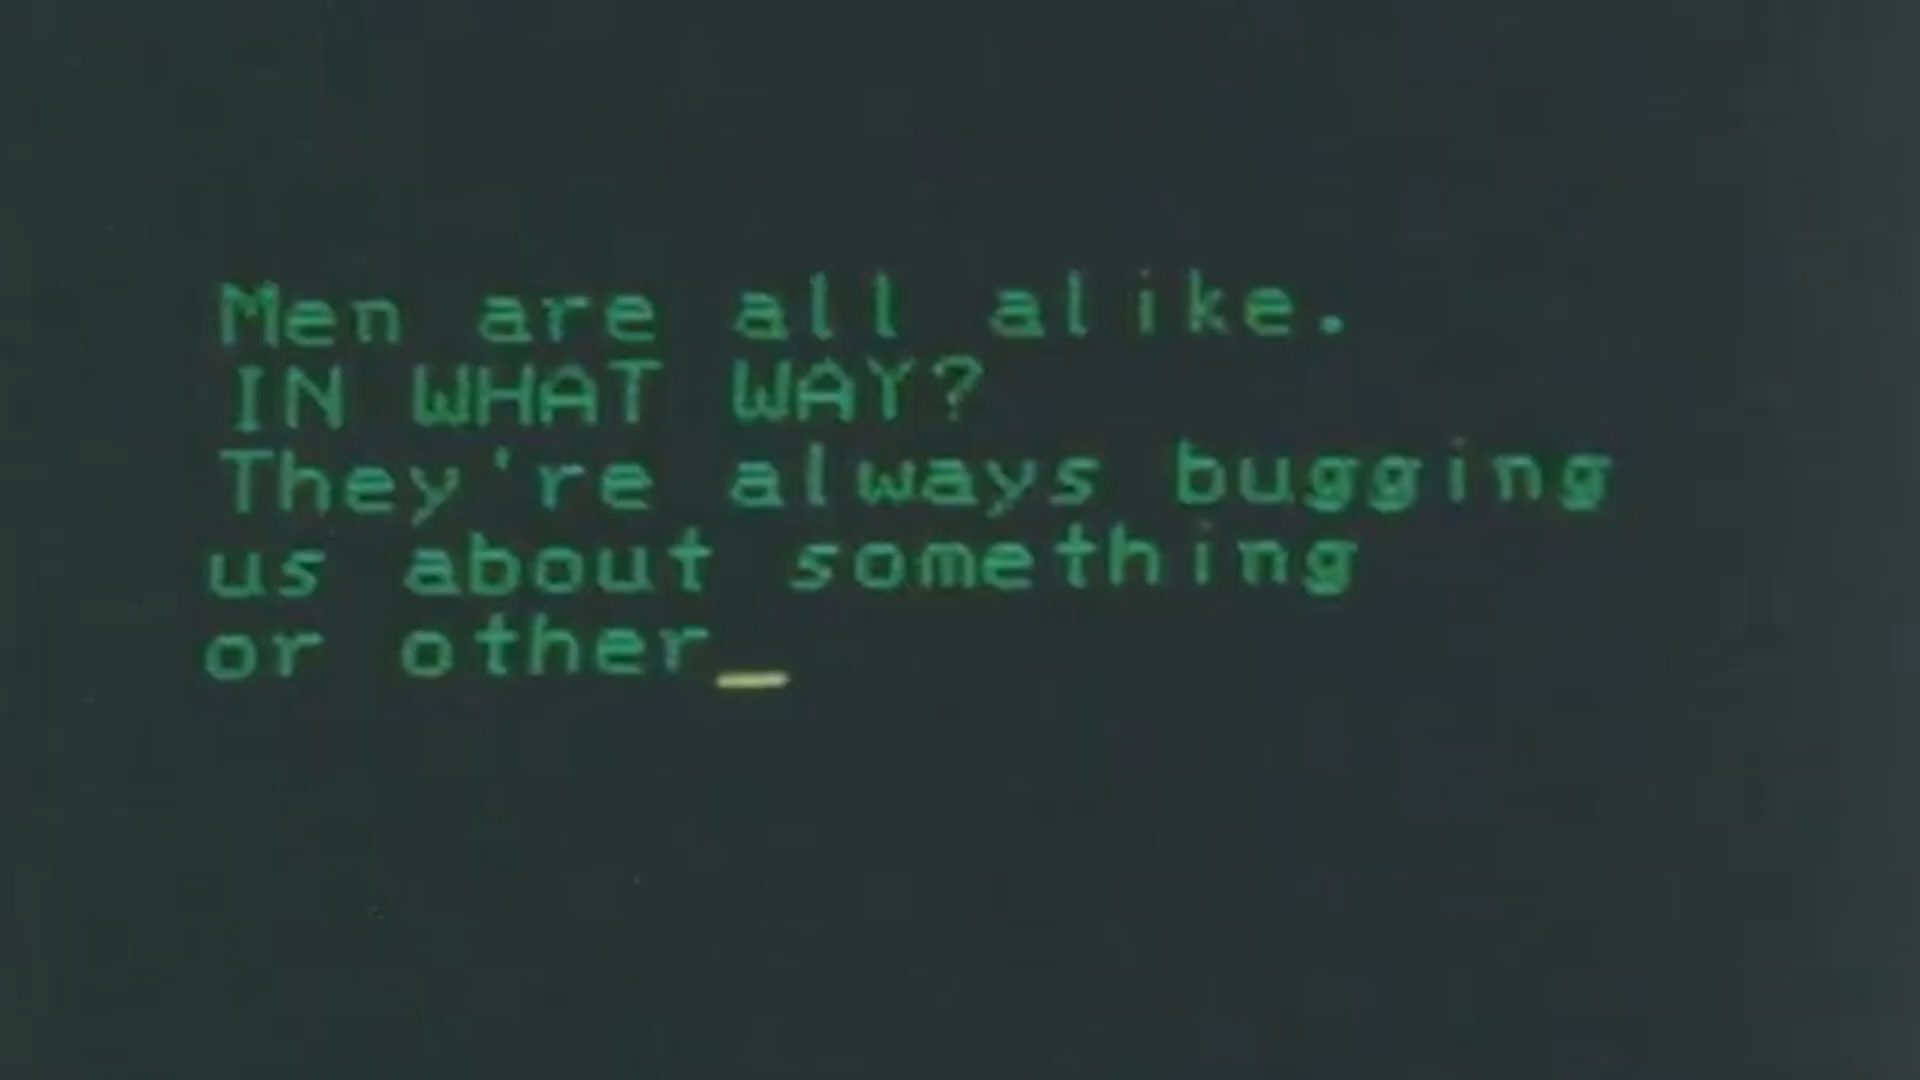 Men are all alike.
IN WHAT WAY?
They're always bugging
us about something
or other_